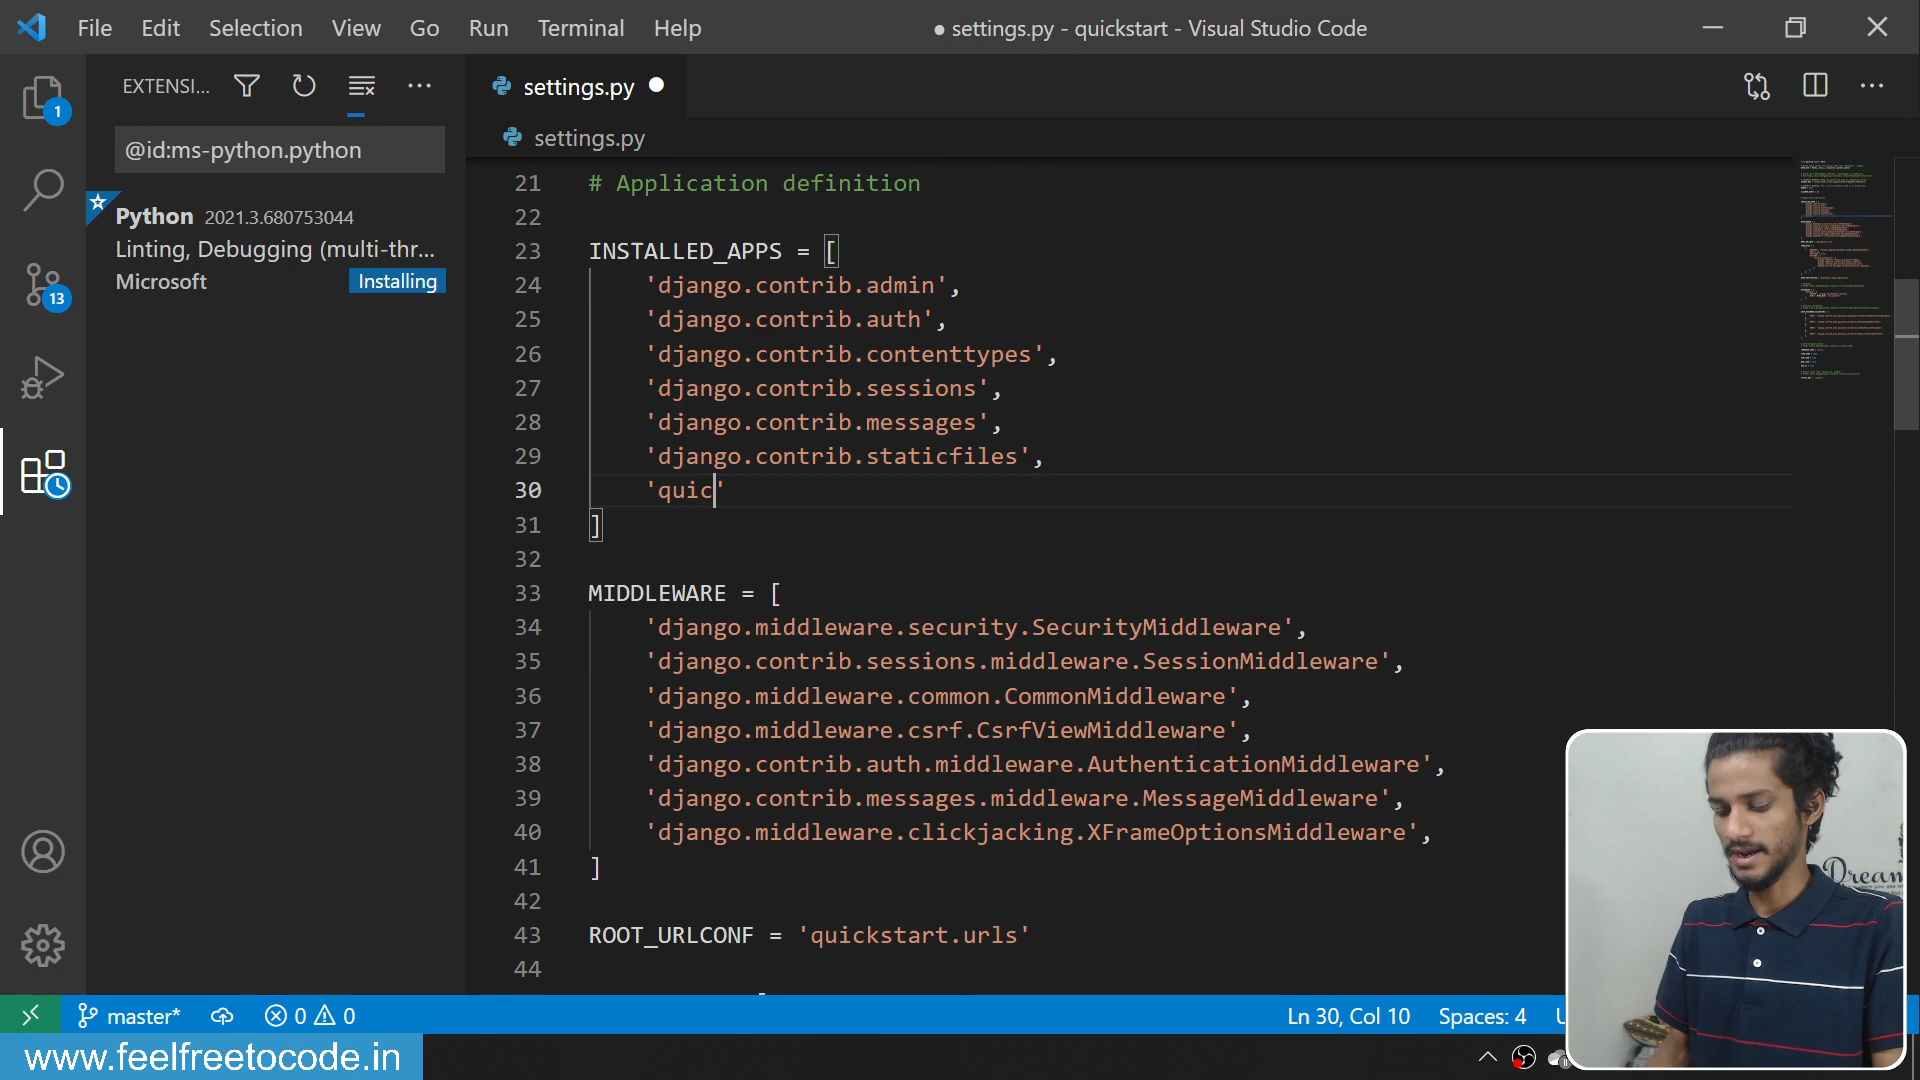 File Edit Selection View Go Run Terminal Help
● settings.py - quickstart - Visual Studio Code
EXTENSI... ···
settings.py ●
1
settings.py
@id:ms-python.python
Python 2021.3.680753044
Linting, Debugging (multi-thr...
Microsoft Installing
13
21 # Application definition
22
23 INSTALLED_APPS = [
24 'django.contrib.admin',
25 'django.contrib.auth',
26 'django.contrib.contenttypes',
27 'django.contrib.sessions',
28 'django.contrib.messages',
29 'django.contrib.staticfiles',
30 'quic'
31 ]
32
33 MIDDLEWARE = [
34 'django.middleware.security.SecurityMiddleware',
35 'django.contrib.sessions.middleware.SessionMiddleware',
36 'django.middleware.common.CommonMiddleware',
37 'django.middleware.csrf.CsrfViewMiddleware',
38 'django.contrib.auth.middleware.AuthenticationMiddleware',
39 'django.contrib.messages.middleware.MessageMiddleware',
40 'django.middleware.clickjacking.XFrameOptionsMiddleware',
41 ]
42
43 ROOT_URLCONF = 'quickstart.urls'
44
Dream
master* 0 0 Ln 30, Col 10 Spaces: 4
www.feelfreetocode.in